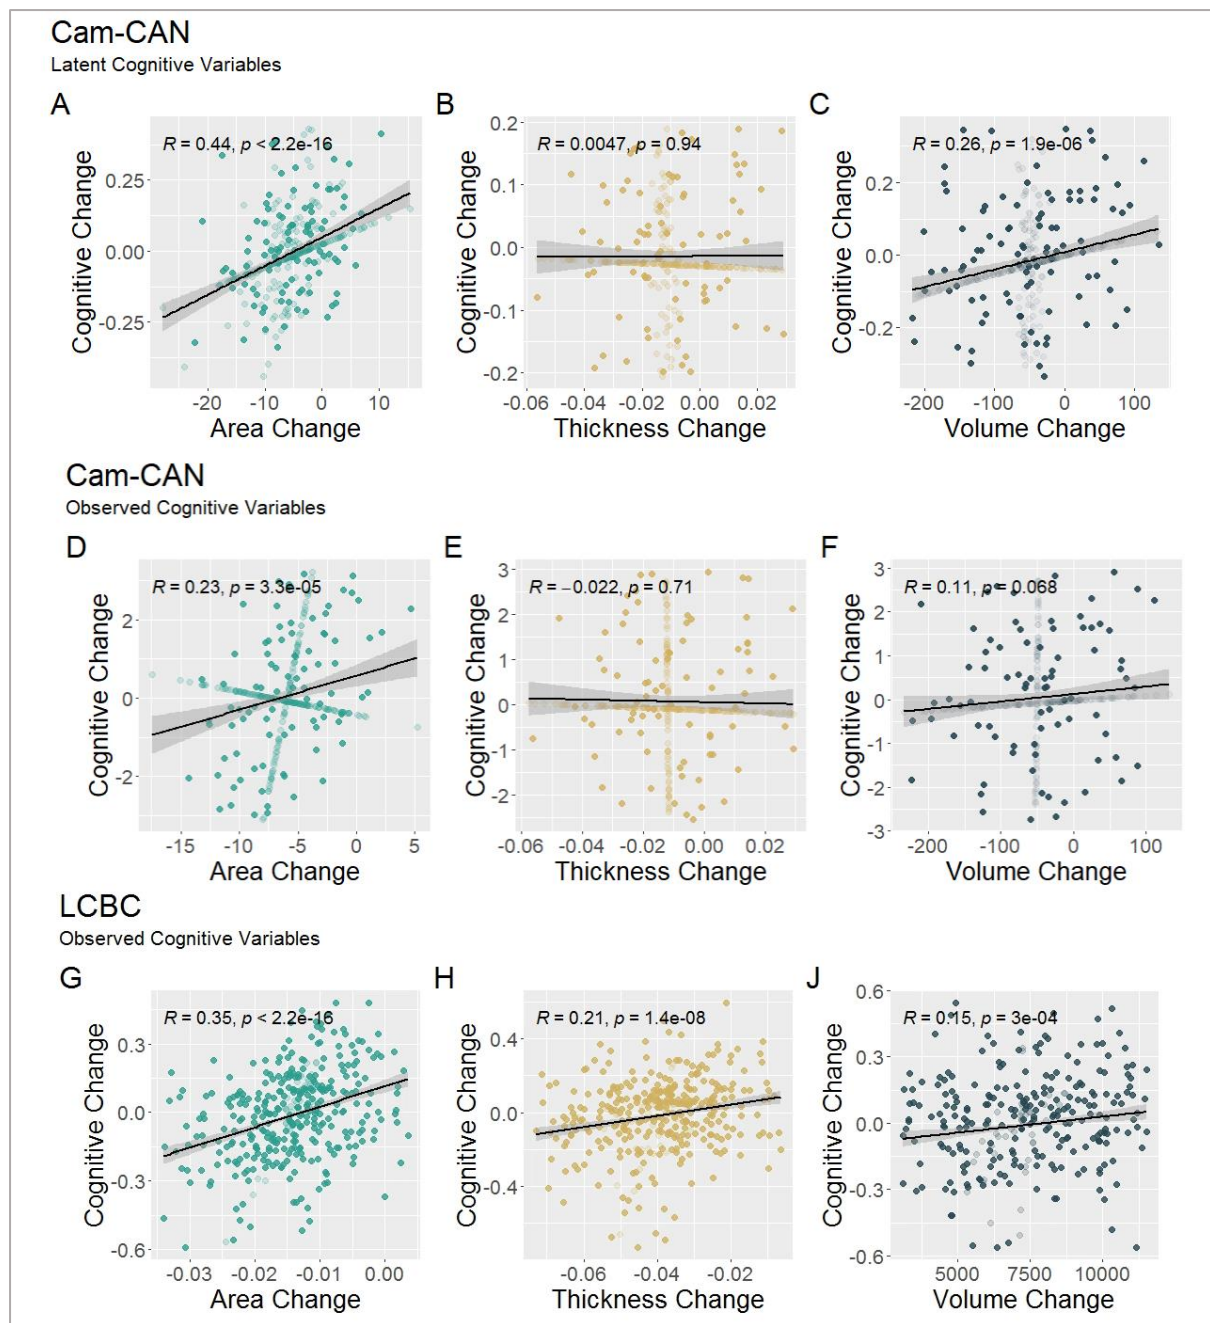 Cam-CAN
Latent Cognitive Variables
A
B
C
R = 0.44, p < 2.2e-16
R = 0.0047, p = 0.94
R = 0.26, p = 1.9e-06
Cognitive Change
0.25
0.00
-0.25
-20 -10 0 10
Area Change
Cognitive Change
0.2
0.1
0.0
-0.1
-0.2
-0.06 -0.04 -0.02 0.00 0.02
Thickness Change
Cognitive Change
0.2
0.0
-0.2
-200 -100 0 100
Volume Change
Cam-CAN
Observed Cognitive Variables
D
E
F
R = 0.23, p = 3.3e-05
R = −0.022, p = 0.71
R = 0.11, p = 0.068
Cognitive Change
2
0
-2
-15 -10 -5 0 5
Area Change
Cognitive Change
3
2
1
0
-1
-2
-0.06 -0.04 -0.02 0.00 0.02
Thickness Change
Cognitive Change
3
2
1
0
-1
-2
-3
-200 -100 0 100
Volume Change
LCBC
Observed Cognitive Variables
G
H
J
R = 0.35, p < 2.2e-16
R = 0.21, p = 1.4e-08
R = 0.15, p = 3e-04
Cognitive Change
0.3
0.0
-0.3
-0.6
-0.03 -0.02 -0.01 0.00
Area Change
Cognitive Change
0.4
0.0
-0.4
-0.06 -0.04 -0.02
Thickness Change
Cognitive Change
0.6
0.3
0.0
-0.3
-0.6
5000 7500 10000
Volume Change